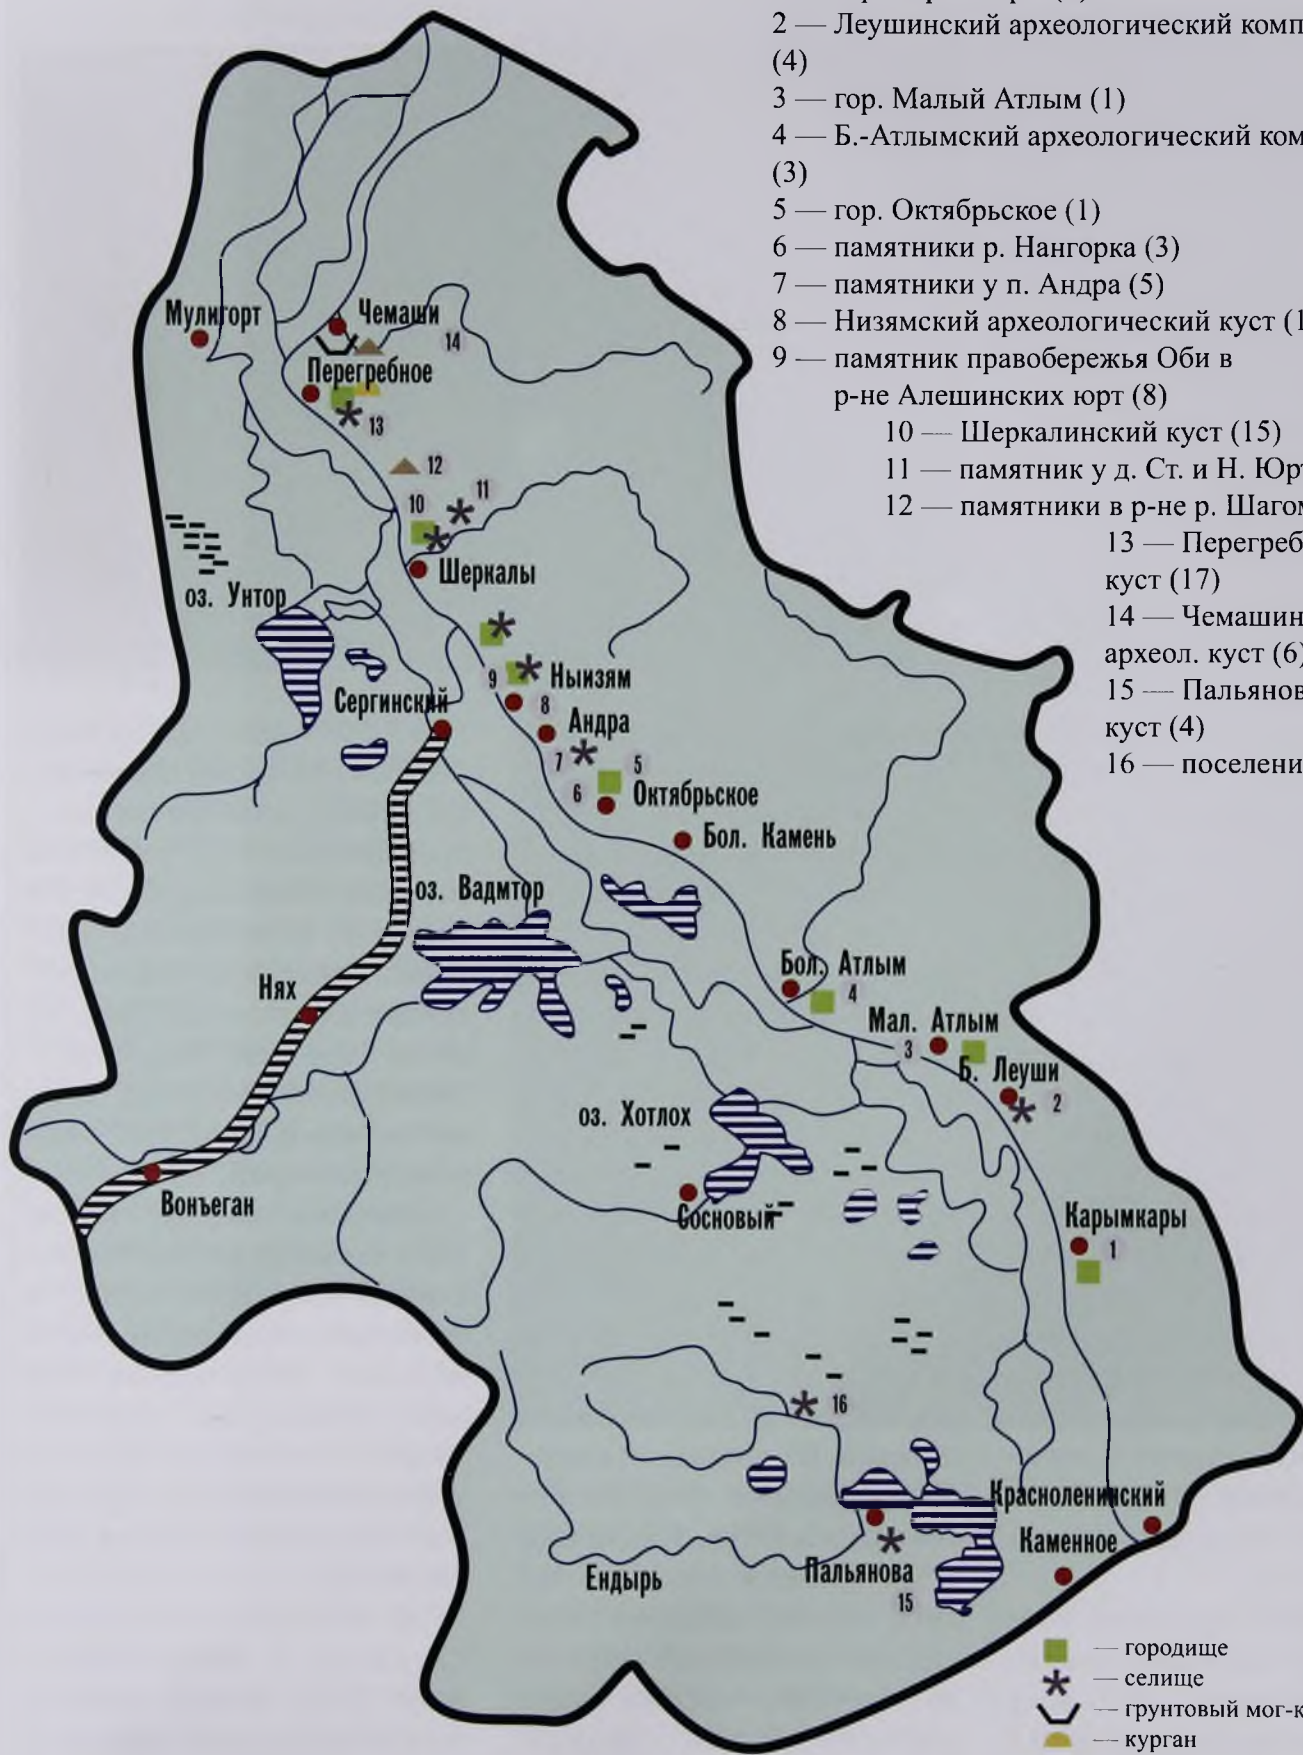 2 — Леушинский археологический комп
(4)
3 — гор. Малый Атлым (1)
4 — Б.-Атлымский археологический ком
(3)
5 — гор. Октябрьское (1)
6 — памятники р. Нангорка (3)
7 — памятники у п. Андра (5)
8 — Низямский археологический куст (1
9 — памятник правобережья Оби в
р-не Алешинских юрт (8)
10 — Шеркалинский куст (15)
11 — памятник у д. Ст. и Н. Юрт
12 — памятники в р-не р. Шагом
13 — Перегреб
куст (17)
14 — Чемашин
археол. куст (6)
15 — Пальянов
куст (4)
16 — поселени
Мулигорт
Чемаши
14
Перегребное
13
12
10
11
Шеркалы
оз. Унтор
9
Ныизям
8
Сергинский
Андра
7
5
6
Октябрьское
Бол. Камень
оз. Вадмтор
Бол. Атлым
4
Нях
Мал. Атлым
3
Б. Леуши
2
оз. Хотлох
Вонъеган
Сосновый
Карымкары
1
16
Красноленинский
Каменное
Ендырь
Пальянова
15
— городище
— селище
— грунтовый мог-к
— курган